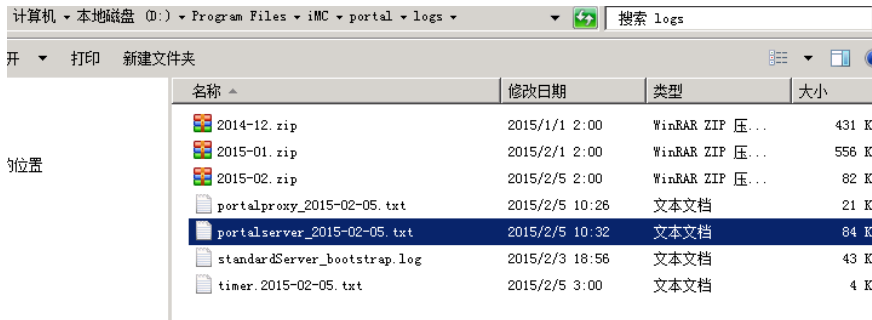 计算机 ▾ 本地磁盘 (D:) ▾ Program Files ▾ iMC ▾ portal ▾ logs ▾ 搜索 logs
开 ▾ 打印 新建文件夹
名称 修改日期 类型 大小
2014-12.zip 2015/1/1 2:00 WinRAR ZIP 压... 431 K
2015-01.zip 2015/2/1 2:00 WinRAR ZIP 压... 556 K
的位置
2015-02.zip 2015/2/5 2:00 WinRAR ZIP 压... 82 K
portalproxy_2015-02-05.txt 2015/2/5 10:26 文本文档 21 K
portalserver_2015-02-05.txt 2015/2/5 10:32 文本文档 84 K
standardServer_bootstrap.log 2015/2/3 18:56 文本文档 43 K
timer.2015-02-05.txt 2015/2/5 3:00 文本文档 4 K